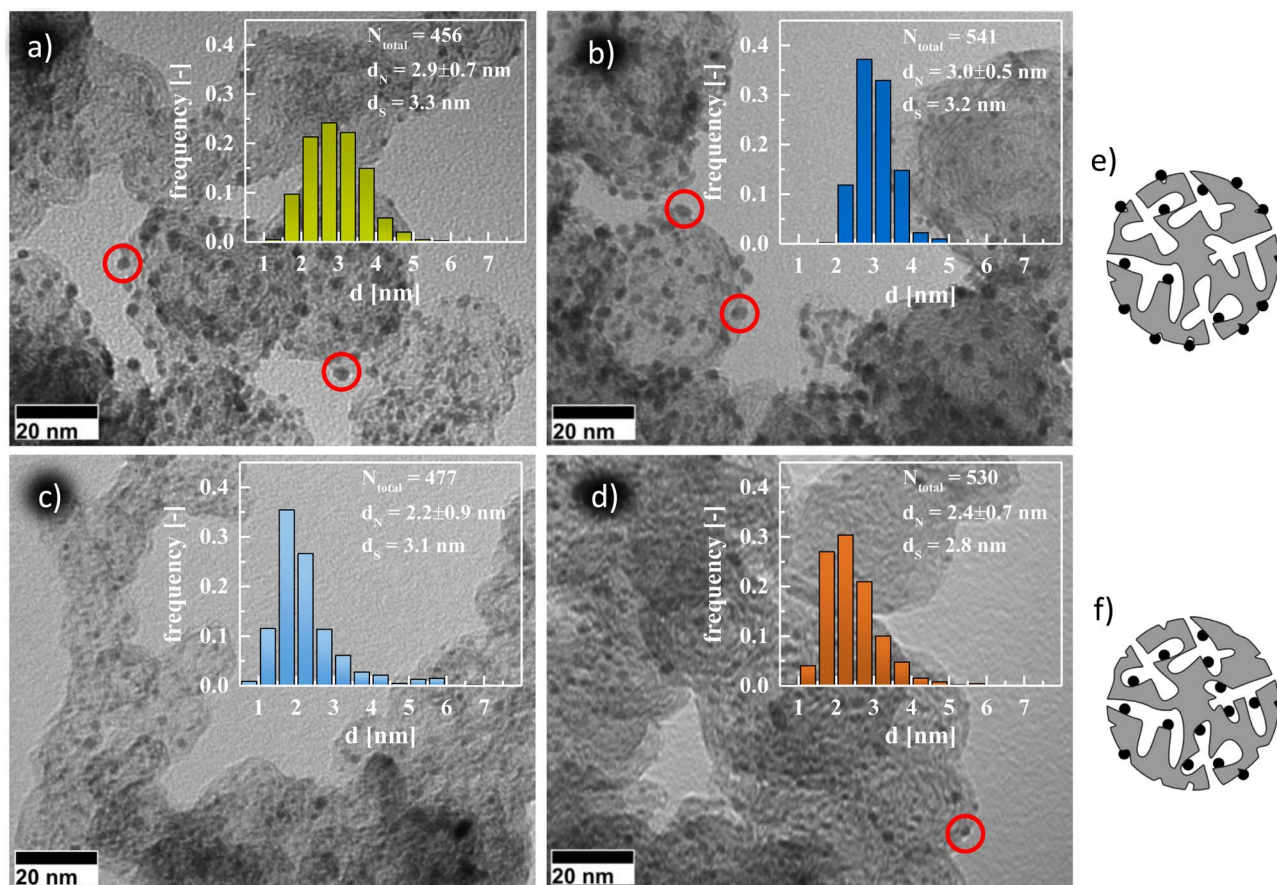 a)
N_total = 456
d_N = 2.9±0.7 nm
d_S = 3.3 nm
frequency [-]
0.4
0.3
0.2
0.1
0.0
1 2 3 4 5 6 7
d [nm]
20 nm
b)
N_total = 541
d_N = 3.0±0.5 nm
d_S = 3.2 nm
frequency [-]
0.4
0.3
0.2
0.1
0.0
1 2 3 4 5 6 7
d [nm]
20 nm
e)
c)
N_total = 477
d_N = 2.2±0.9 nm
d_S = 3.1 nm
frequency [-]
0.4
0.3
0.2
0.1
0.0
1 2 3 4 5 6 7
d [nm]
20 nm
d)
N_total = 530
d_N = 2.4±0.7 nm
d_S = 2.8 nm
frequency [-]
0.4
0.3
0.2
0.1
0.0
1 2 3 4 5 6 7
d [nm]
20 nm
f)